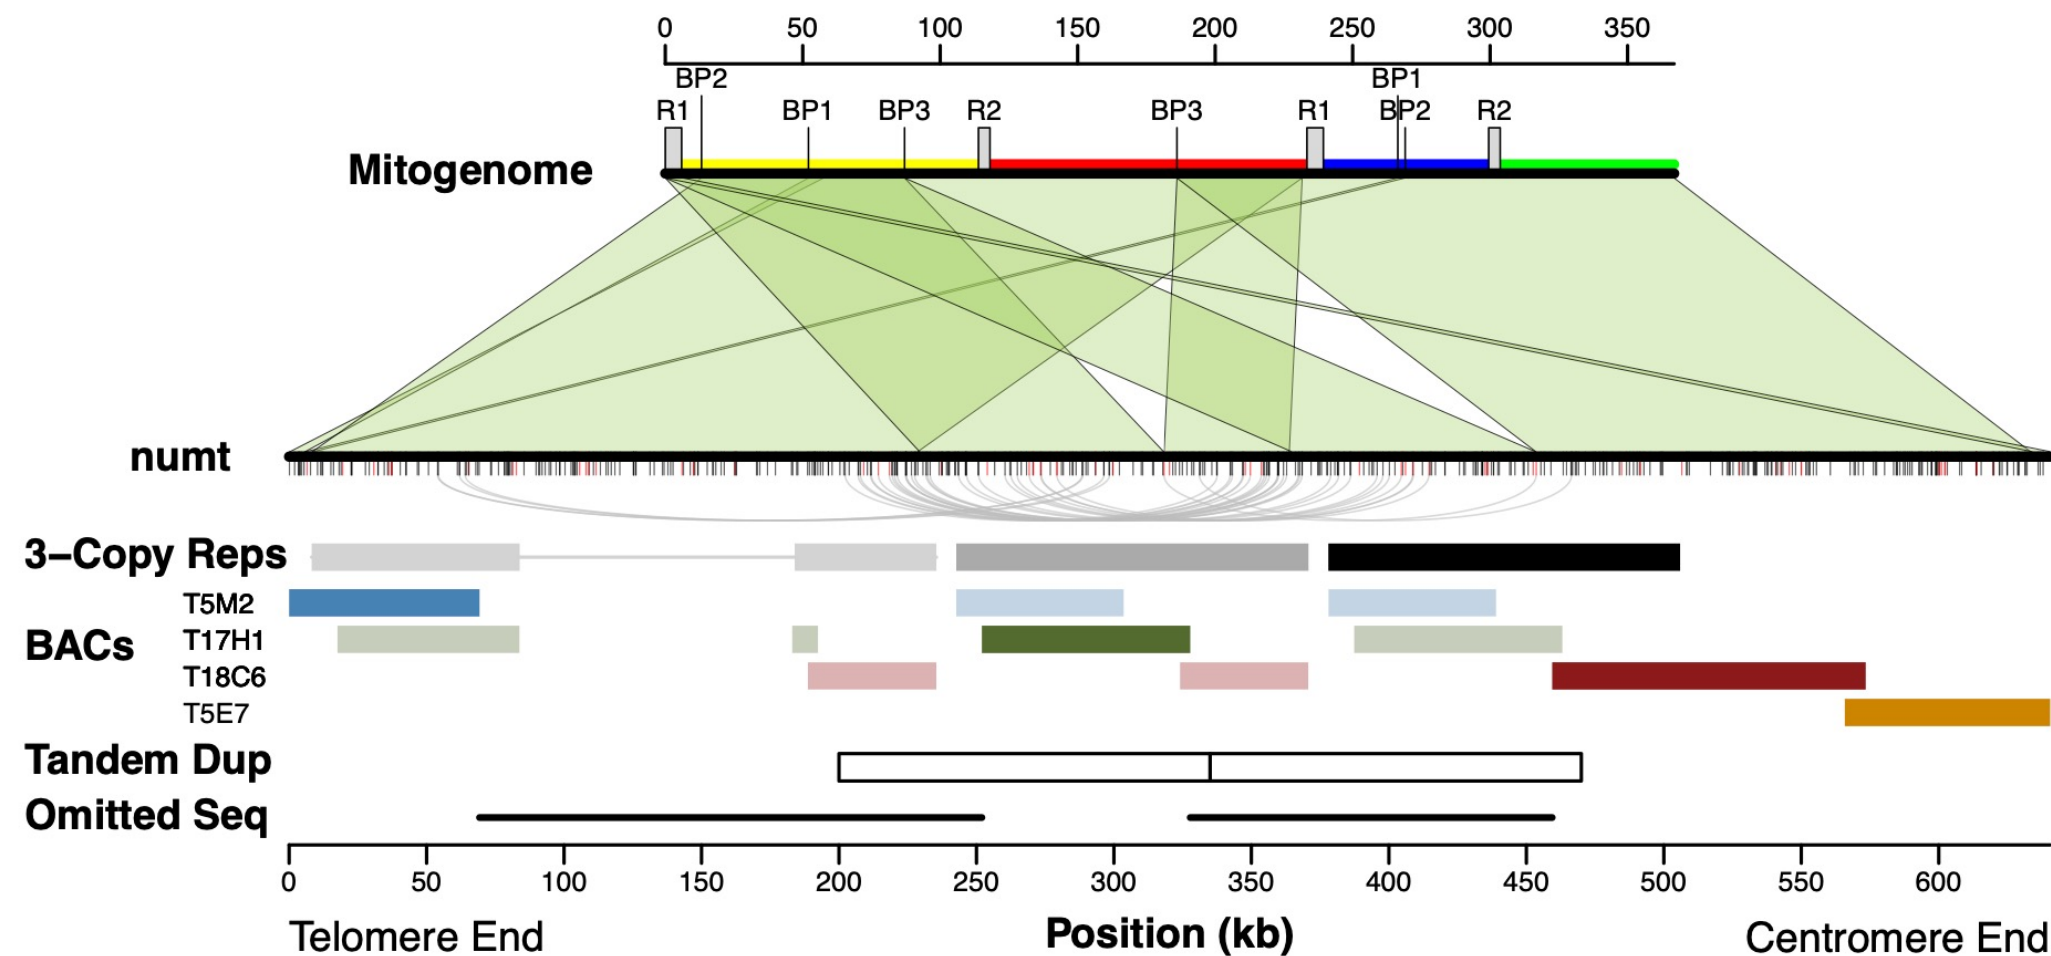 0 50 100 150 200 250 300 350
BP2 BP1
R1 BP1 BP3 R2 BP3 R1 BP2 R2
Mitogenome
numt
3–Copy Reps
T5M2
BACs T17H1
T18C6
T5E7
Tandem Dup
Omitted Seq
0 50 100 150 200 250 300 350 400 450 500 550 600
Telomere End Position (kb) Centromere End